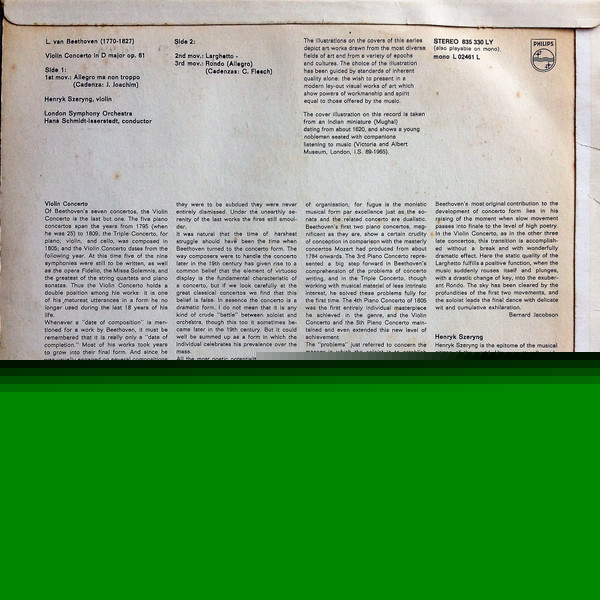 L. van Beethoven (1770-1827)
Violin Concerto in D major op. 61
Side 1:
1st mov.: Allegro ma non troppo
(Cadenza: J. Joachim)
Henryk Szeryng, violin
London Symphony Orchestra
Hans Schmidt-Isserstedt, conductor
Side 2:
2nd mov.: Larghetto -
3rd mov.: Rondo (Allegro)
(Cadenzas: C. Flesch)
The illustrations on the covers of this series
depict art works drawn from the most diverse
fields of art and from a variety of epochs
and cultures. The choice of the illustration
has been guided by standards of inherent
quality alone: the wish to present in a
modern lay-out visual works of art which
show powers of workmanship and spirit
equal to those offered by the music.
The cover illustration on this record is taken
from an Indian miniature (Mughal)
dating from about 1620, and shows a young
nobleman seated with companions
listening to music (Victoria and Albert
Museum, London, I.S. 89-1965).
STEREO 835 330 LY
(also playable on mono)
mono L 02461 L
PHILIPS
Violin Concerto
Of Beethoven's seven concertos, the Violin
Concerto is the last but one. The five piano
concertos span the years from 1795 (when
he was 25) to 1809; the Triple Concerto, for
piano, violin, and cello, was composed in
1805; and the Violin Concerto dates from the
following year. At this time five of the nine
symphonies were still to be written, as well
as the opera Fidelio, the Missa Solemnis, and
the greatest of the string quartets and piano
sonatas. Thus the Violin Concerto holds a
double position among his works: it is one
of his maturest utterances in a form he no
longer used during the last 18 years of his
life.
Whenever a "date of composition" is men-
tioned for a work by Beethoven, it must be
remembered that it is really only a "date of
completion." Most of his works took years
to grow into their final form. And since he
was usually engaged on several compositions
they were to be subdued they were never
entirely dismissed. Under the unearthly se-
renity of the last works the fires still smoul-
der.
It was natural that the time of harshest
struggle should have been the time when
Beethoven turned to the concerto form. The
way composers were to handle the concerto
later in the 19th century has given rise to a
common belief that the element of virtuoso
display is the fundamental characteristic of
a concerto, but if we look carefully at the
great classical concertos we find that this
belief is false. In essence the concerto is a
dramatic form. I do not mean that it is any
kind of crude "battle" between soloist and
orchestra, though this too it sometimes be-
came later in the 19th century. But it could
well be summed up as a form in which the
individual celebrates his prevalence over the
mass.
All the most poetic
of organisation, for fugue is the monistic
musical form par excellence just as the so-
nata and the related concerto are dualistic.
Beethoven's first two piano concertos, mag-
nificent as they are, show a certain crudity
of conception in comparison with the masterly
concertos Mozart had produced from about
1784 onwards. The 3rd Piano Concerto repre-
sented a big step forward in Beethoven's
comprehension of the problems of concerto
writing, and in the Triple Concerto, though
working with musical material of less intrinsic
interest, he solved these problems fully for
the first time. The 4th Piano Concerto of 1805
was the first entirely individual masterpiece
he achieved in the genre, and the Violin
Concerto and the 5th Piano Concerto main-
tained and even extended this new level of
achievement.
The "problems" just referred to concern the
manner in which the soloist is to establish
Beethoven's most original contribution to the
development of concerto form lies in his
raising of the moment when slow movement
passes into finale to the level of high poetry.
In the Violin Concerto, as in the other three
late concertos, this transition is accomplish-
ed without a break and with wonderfully
dramatic effect. Here the static quality of the
Larghetto fulfills a positive function, when the
music suddenly rouses itself and plunges,
with a drastic change of key, into the exuber-
ant Rondo. The sky has been cleared by the
profundities of the first two movements, and
the soloist leads the final dance with delicate
wit and cumulative exhilaration.
Bernard Jacobson
Henryk Szeryng
Henryk Szeryng is the epitome of the musical